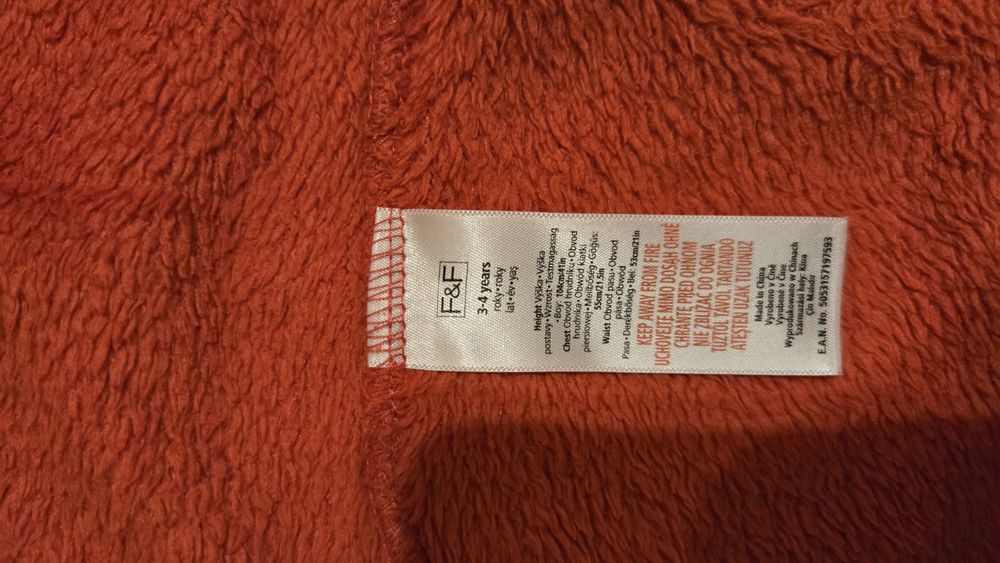 F&F
3-4 years
roky•roky
lat•év•yaş
Height Výška•Výška
postavy•Wzrost•Testmagasság
•Boy: 104cm/41in
Chest Obvod hrudníku•Obvod
hrudníka•Obwód klatki
piersiowej•Mellbőség•Göğüs:
55cm/21.5in
Waist Obvod pasu•Obvod
pása•Obwód
Pasa•Derékbőség•Bel: 53cm/21in
KEEP AWAY FROM FIRE
UCHOVEJTE MIMO DOSAH OHNĚ
CHRÁŇTE PRED OHŇOM
NIE ZBLIŻAĆ DO OGNIA
TŰZTŐL TÁVOL TARTANDÓ
ATEŞTEN UZAK TUTUNUZ
Made in China
Vyrobeno v Číně
Vyrobené v Číne
Wyprodukowano w Chinach
Származási hely: Kína
Çin Malıdır
E.A.N. No. 5053137197593